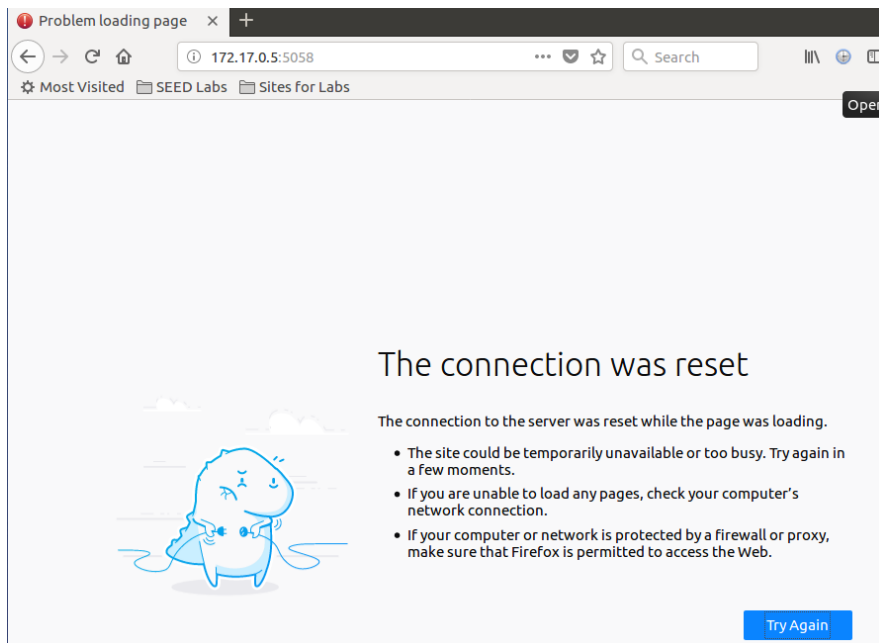 Problem loading page
172.17.0.5:5058
Search
Most Visited SEED Labs Sites for Labs
Open
The connection was reset
The connection to the server was reset while the page was loading.
• The site could be temporarily unavailable or too busy. Try again in
a few moments.
• If you are unable to load any pages, check your computer’s
network connection.
• If your computer or network is protected by a firewall or proxy,
make sure that Firefox is permitted to access the Web.
Try Again